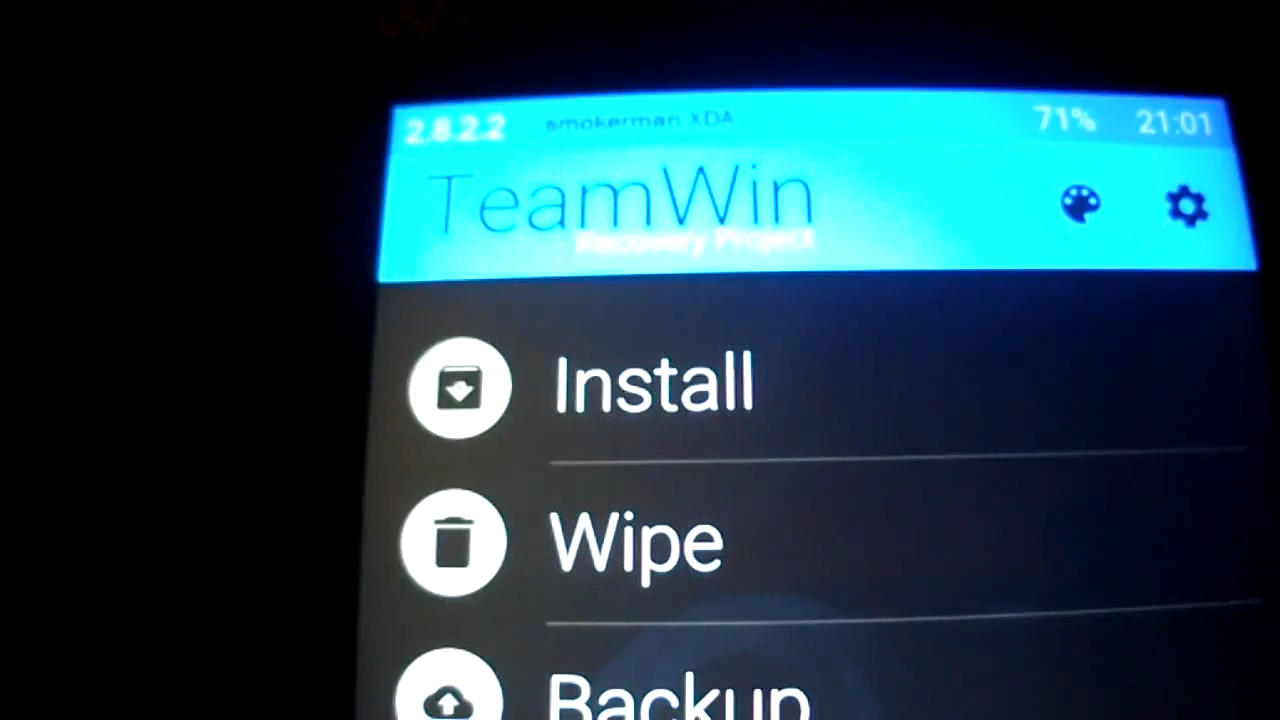 2.8.2.2 smokerman XDA 71% 21:01
TeamWin
Recovery Project
Install
Wipe
Backup